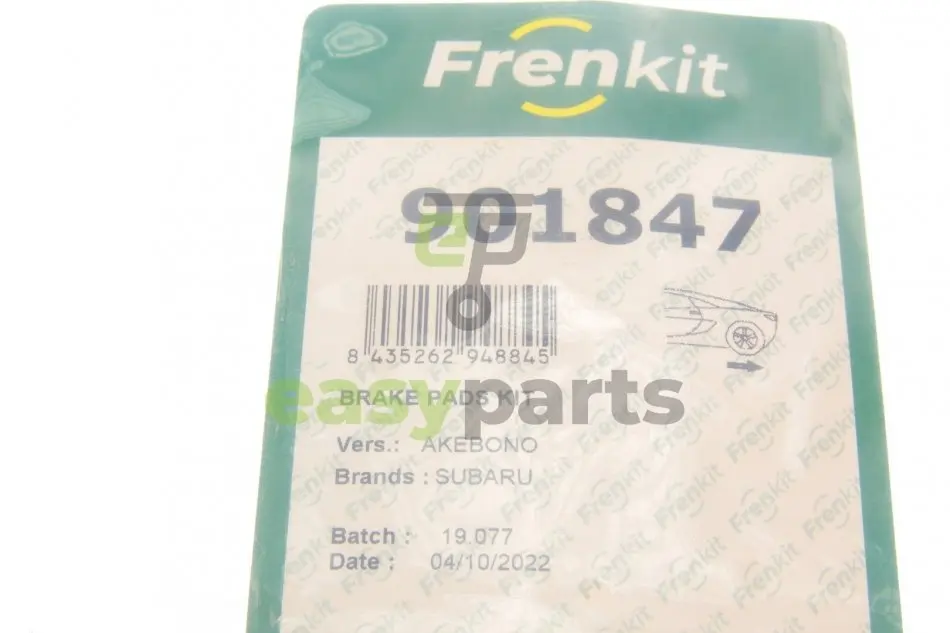 Frenkit
901847
8 435262 948845
easyparts
BRAKE PADS KIT
Vers.: AKEBONO
Brands : SUBARU
Batch : 19.077
Date : 04/10/2022